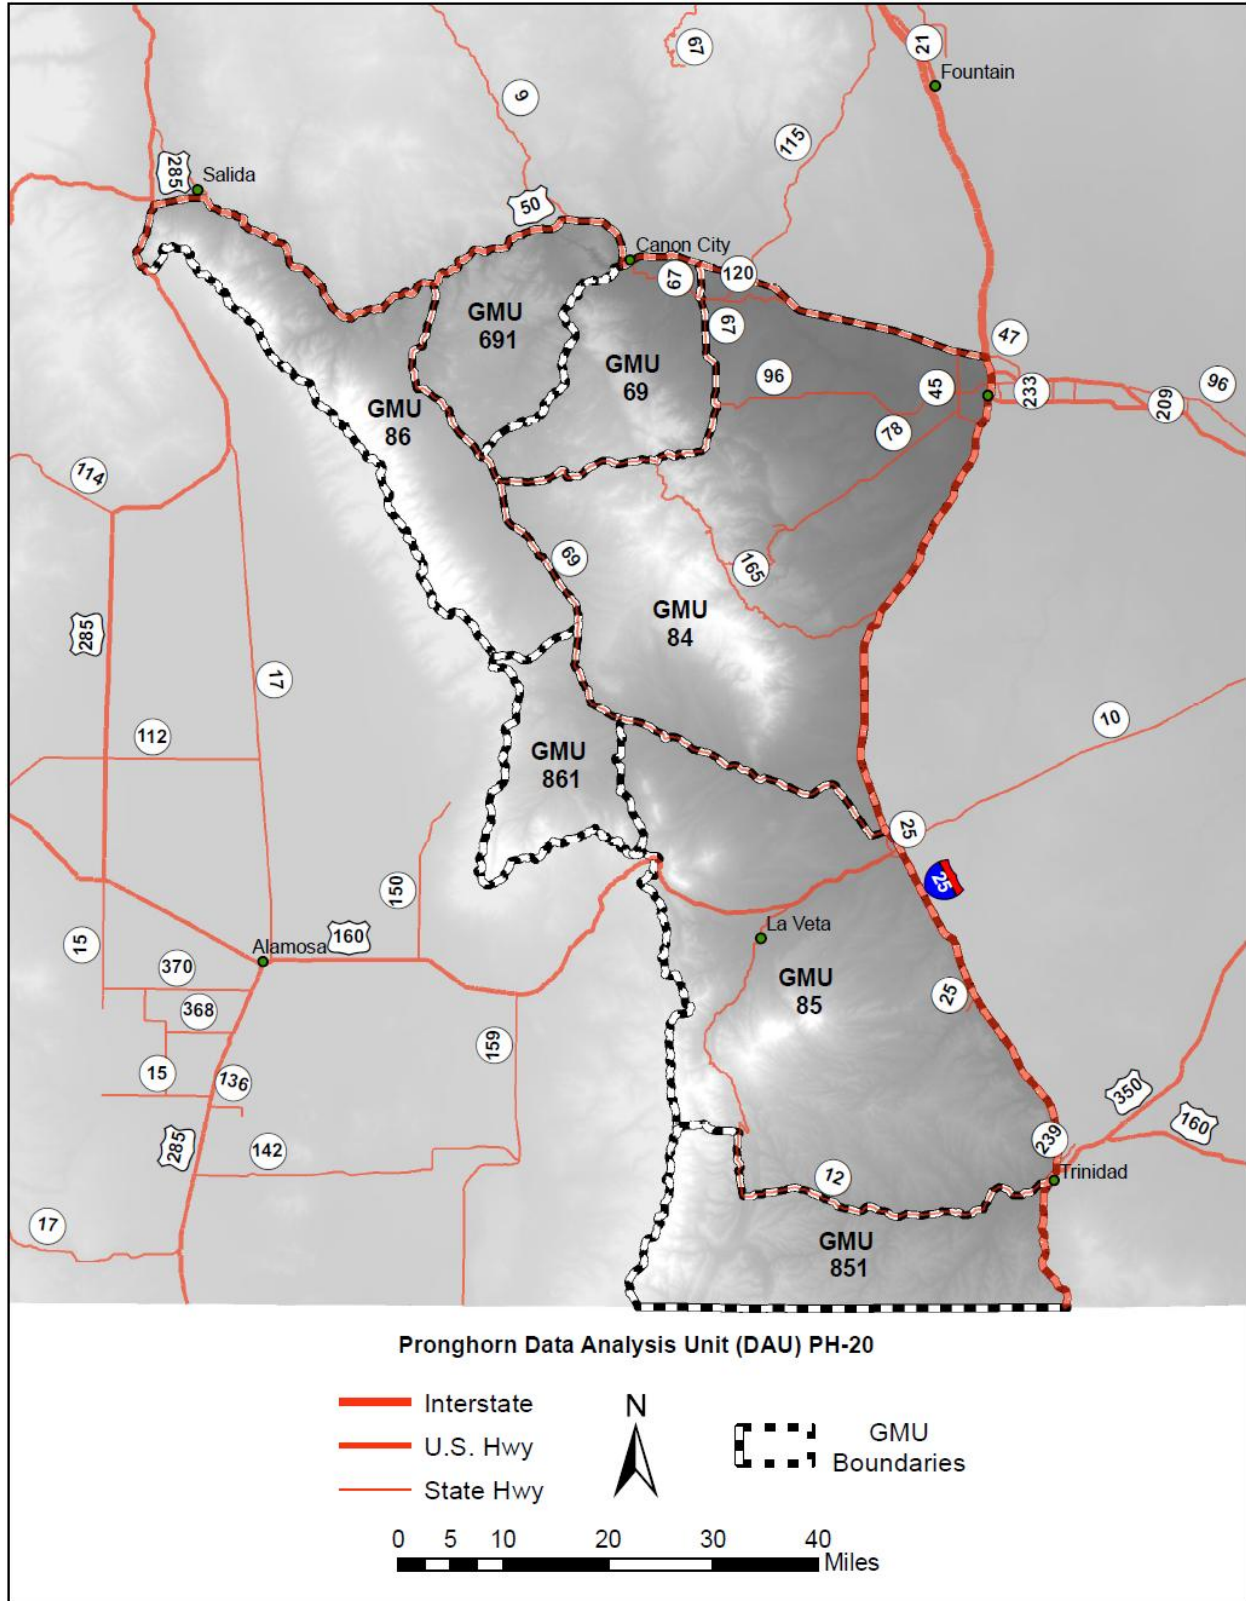 21
67
Fountain
9
115
285
Salida
50
Canon City
67
120
GMU
691
67
47
GMU
69
96
45
233
209
96
GMU
86
78
114
69
165
285
GMU
84
17
10
112
GMU
861
25
25
150
La Veta
15
Alamosa
160
370
GMU
85
25
368
159
15
136
350
160
285
142
239
12
Trinidad
17
GMU
851
Pronghorn Data Analysis Unit (DAU) PH-20
Interstate
U.S. Hwy
State Hwy
N
GMU
Boundaries
0 5 10 20 30 40
Miles